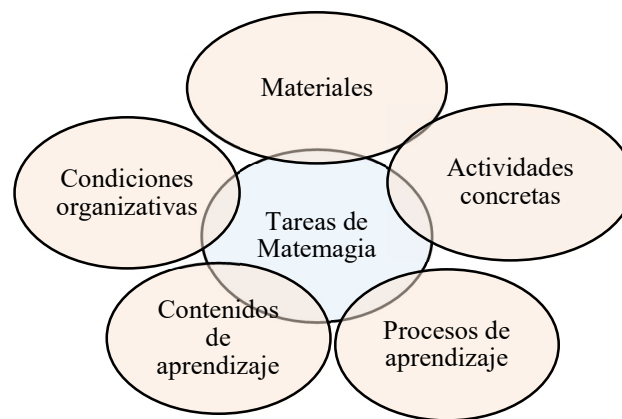 Materiales
Condiciones
organizativas
Actividades
concretas
Tareas de
Matemagia
Contenidos
de
aprendizaje
Procesos de
aprendizaje